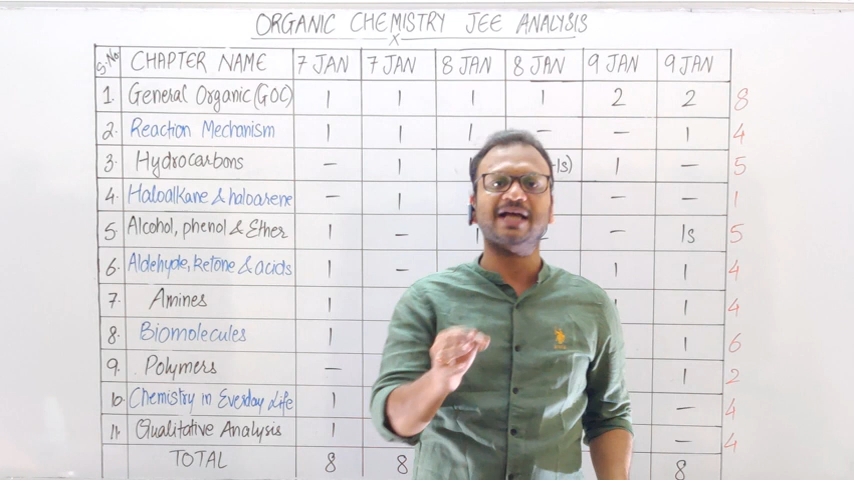 ORGANIC CHEMISTRY JEE ANALYSIS
x
S.No CHAPTER NAME 7 JAN 7 JAN 8 JAN 8 JAN 9 JAN 9 JAN
1. General Organic (GOC) 1 1 1 1 2 2 8
2. Reaction Mechanism 1 1 1 - - 1 4
3. Hydrocarbons - 1 1s) 1 - 5
4. Haloalkane & haloarene - 1 - - 1
5. Alcohol, phenol & Ether 1 - - - 1s 5
6. Aldehyde, ketone & acids 1 - 1 1 4
7. Amines 1 1 4
8. Biomolecules 1 1 6
9. Polymers - 1 2
10. Chemistry in Everday Life 1 - 4
11. Qualitative Analysis 1 - 4
TOTAL 8 8 8